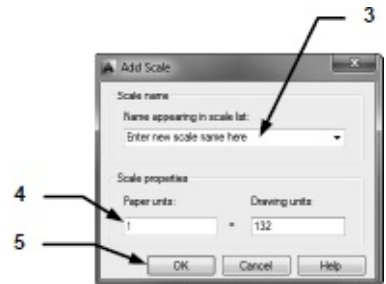 3
Add Scale
Scale name
Name appearing in scale list:
Enter new scale name here
Scale properties
4
Paper units:
Drawing units:
1
=
132
5
OK
Cancel
Help